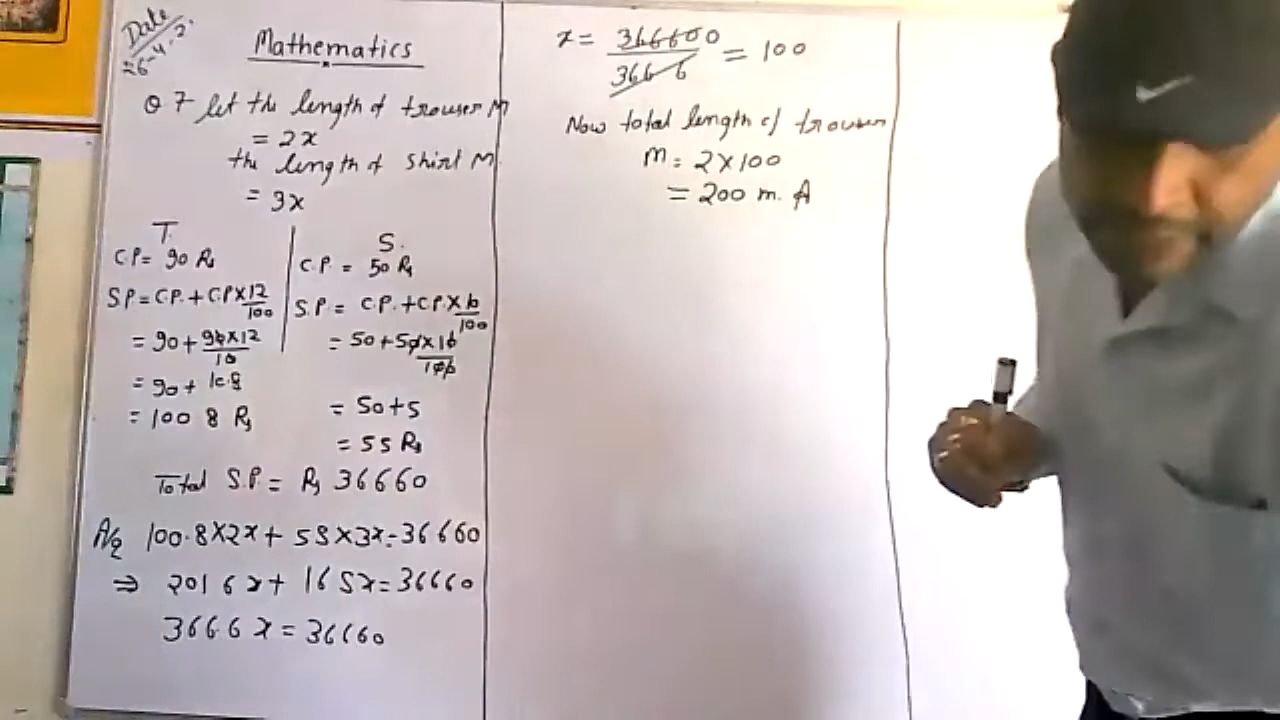 Date
26-4-2
Mathematics
Q 7 let the length of trouser M
= 2x
the length of shirt M
= 3x
T.
C.P = 90 Rs
S.P = C.P. + C.P × 12/100
= 90 + 90×12/10
= 90 + 10.8
= 100 8 Rs
S.
C.P. = 50 Rs
S.P. = C.P. + C.P. × 10/100
= 50 + 50×10/100
= 50+5
= 55 Rs
Total S.P = Rs 36660
A/q 100.8×2x + 55×3x = 36660
⇒ 201 6 x + 165x = 36660
366 6 x = 36660
x = 366600/3666 = 100
Now total length of trouser
M = 2×100
= 200 m. A